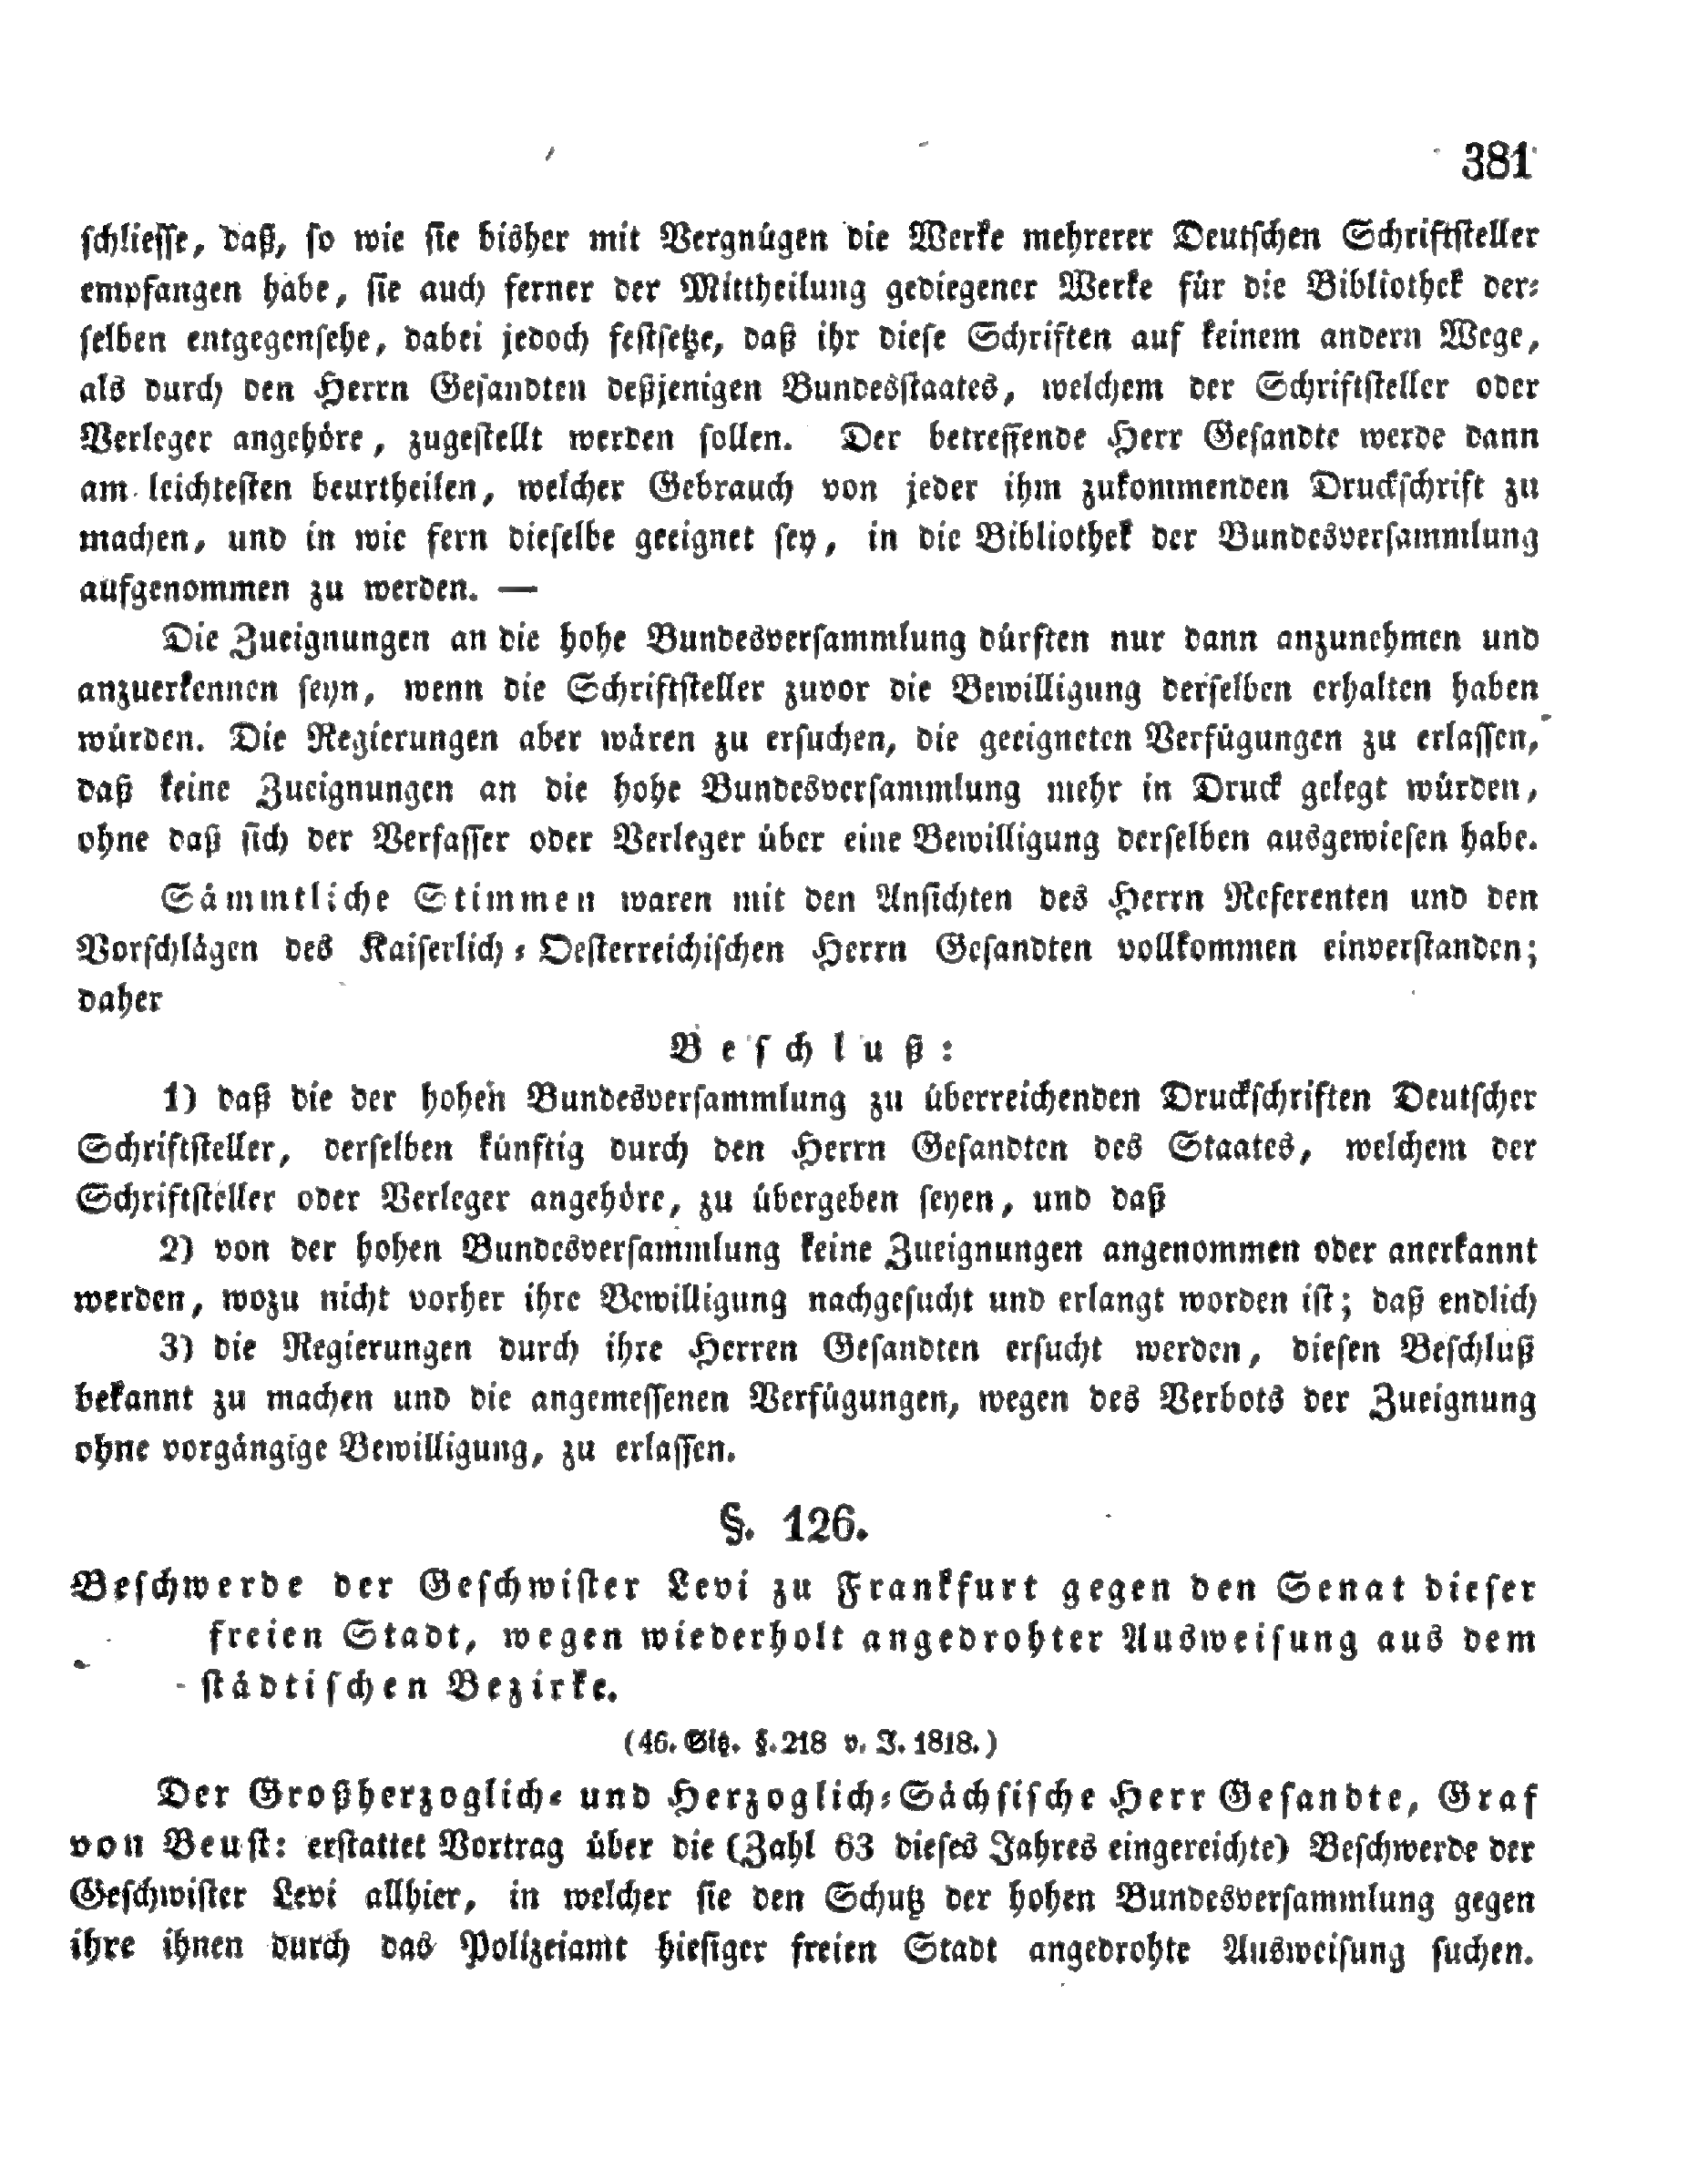 381
schliesse, daß, so wie sie bisher mit Vergnügen die Werke mehrerer Deutschen Schriftsteller
empfangen habe, sie auch ferner der Mittheilung gediegener Werke für die Bibliothek der-
selben entgegensehe, dabei jedoch festsetze, daß ihr diese Schriften auf keinem andern Wege,
als durch den Herrn Gesandten deßjenigen Bundesstaates, welchem der Schriftsteller oder
Verleger angehöre, zugestellt werden sollen. Der betreffende Herr Gesandte werde dann
am leichtesten beurtheilen, welcher Gebrauch von jeder ihm zukommenden Druckschrift zu
machen, und in wie fern dieselbe geeignet sey, in die Bibliothek der Bundesversammlung
aufgenommen zu werden. —
Die Zueignungen an die hohe Bundesversammlung dürften nur dann anzunehmen und
anzuerkennen seyn, wenn die Schriftsteller zuvor die Bewilligung derselben erhalten haben
würden. Die Regierungen aber wären zu ersuchen, die geeigneten Verfügungen zu erlassen,
daß keine Zueignungen an die hohe Bundesversammlung mehr in Druck gelegt würden,
ohne daß sich der Verfasser oder Verleger über eine Bewilligung derselben ausgewiesen habe.
Sämmtliche Stimmen waren mit den Ansichten des Herrn Referenten und den
Vorschlägen des Kaiserlich-Oesterreichischen Herrn Gesandten vollkommen einverstanden;
daher
Beschluß:
1) daß die der hohen Bundesversammlung zu überreichenden Druckschriften Deutscher
Schriftsteller, derselben künftig durch den Herrn Gesandten des Staates, welchem der
Schriftsteller oder Verleger angehöre, zu übergeben seyen, und daß
2) von der hohen Bundesversammlung keine Zueignungen angenommen oder anerkannt
werden, wozu nicht vorher ihre Bewilligung nachgesucht und erlangt worden ist; daß endlich
3) die Regierungen durch ihre Herren Gesandten ersucht werden, diesen Beschluß
bekannt zu machen und die angemessenen Verfügungen, wegen des Verbots der Zueignung
ohne vorgängige Bewilligung, zu erlassen.
§. 126.
Beschwerde der Geschwister Levi zu Frankfurt gegen den Senat dieser
freien Stadt, wegen wiederholt angedrohter Ausweisung aus dem
städtischen Bezirke.
(46. Sitz. §. 218 v. J. 1818.)
Der Großherzoglich- und Herzoglich-Sächsische Herr Gesandte, Graf
von Beust: erstattet Vortrag über die (Zahl 63 dieses Jahres eingereichte) Beschwerde der
Geschwister Levi allhier, in welcher sie den Schutz der hohen Bundesversammlung gegen
ihre ihnen durch das Polizeiamt hiesiger freien Stadt angedrohte Ausweisung suchen.